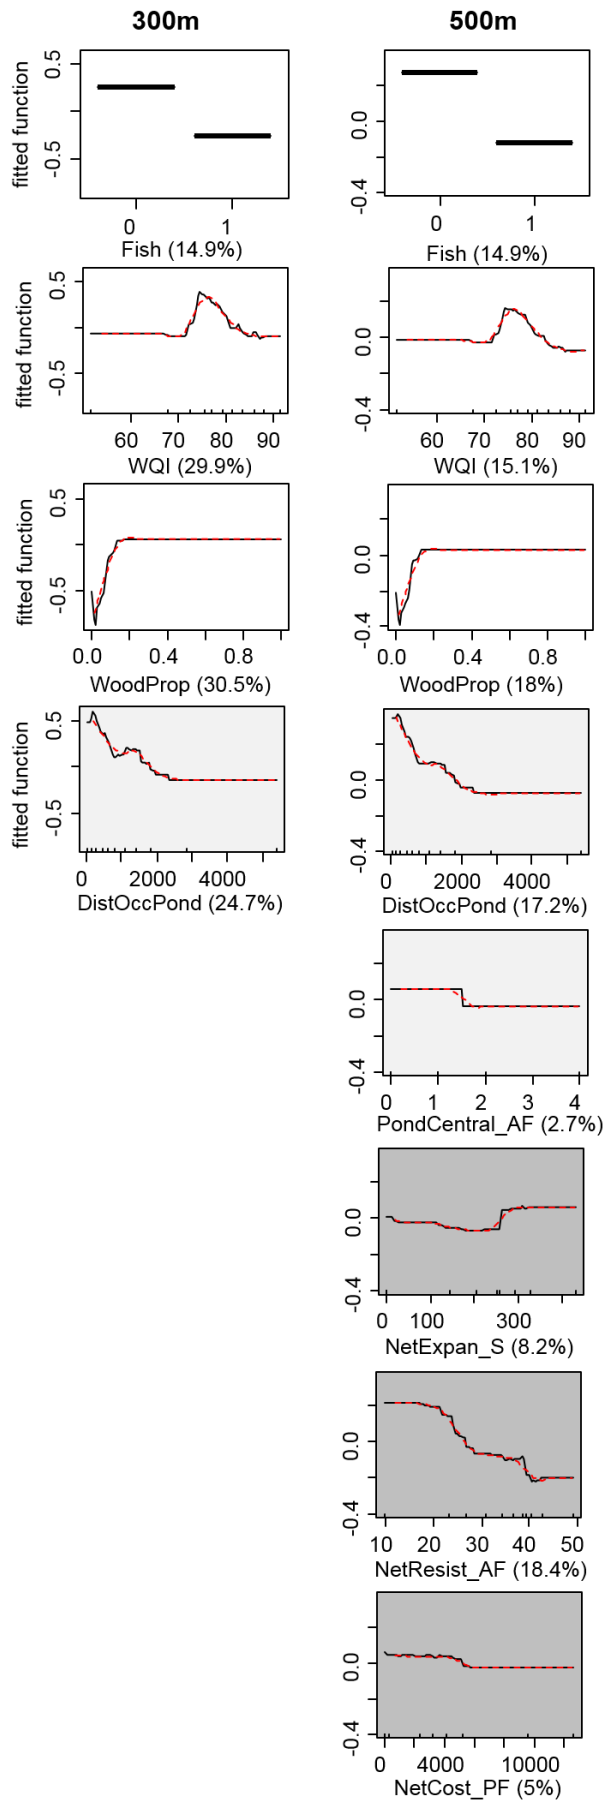 300m 500m
fitted function 0.5 -0.5 0.0 -0.4
0 1 0 1
Fish (14.9%) Fish (14.9%)
fitted function 0.5 -0.5 0.0 -0.4
60 70 80 90 60 70 80 90
WQI (29.9%) WQI (15.1%)
fitted function 0.5 -0.5 0.0 -0.4
0.0 0.4 0.8 0.0 0.4 0.8
WoodProp (30.5%) WoodProp (18%)
fitted function 0.5 -0.5 0.0 -0.4
0 2000 4000 0 2000 4000
DistOccPond (24.7%) DistOccPond (17.2%)
0.0 -0.4
0 1 2 3 4
PondCentral_AF (2.7%)
0.0 -0.4
0 100 300
NetExpan_S (8.2%)
0.0 -0.4
10 20 30 40 50
NetResist_AF (18.4%)
0.0 -0.4
0 4000 10000
NetCost_PF (5%)